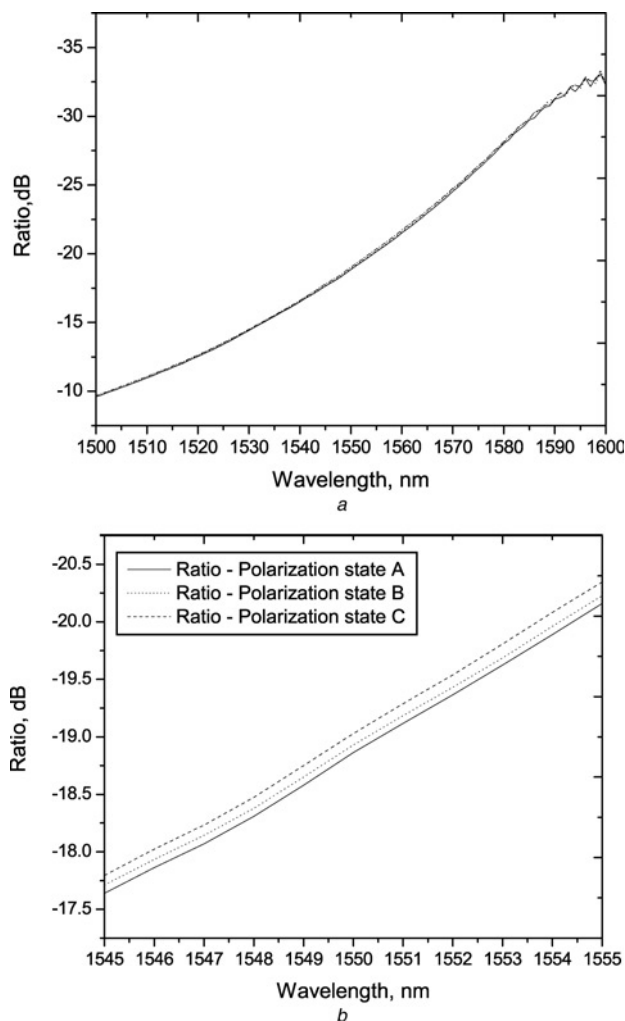 -35
-30
-25
-20
-15
-10
Ratio,dB
1500 1510 1520 1530 1540 1550 1560 1570 1580 1590 1600
Wavelength, nm
a
-20.5
-20.0
-19.5
-19.0
-18.5
-18.0
-17.5
Ratio, dB
Ratio - Polarization state A
Ratio - Polarization state B
Ratio - Polarization state C
1545 1546 1547 1548 1549 1550 1551 1552 1553 1554 1555
Wavelength, nm
b